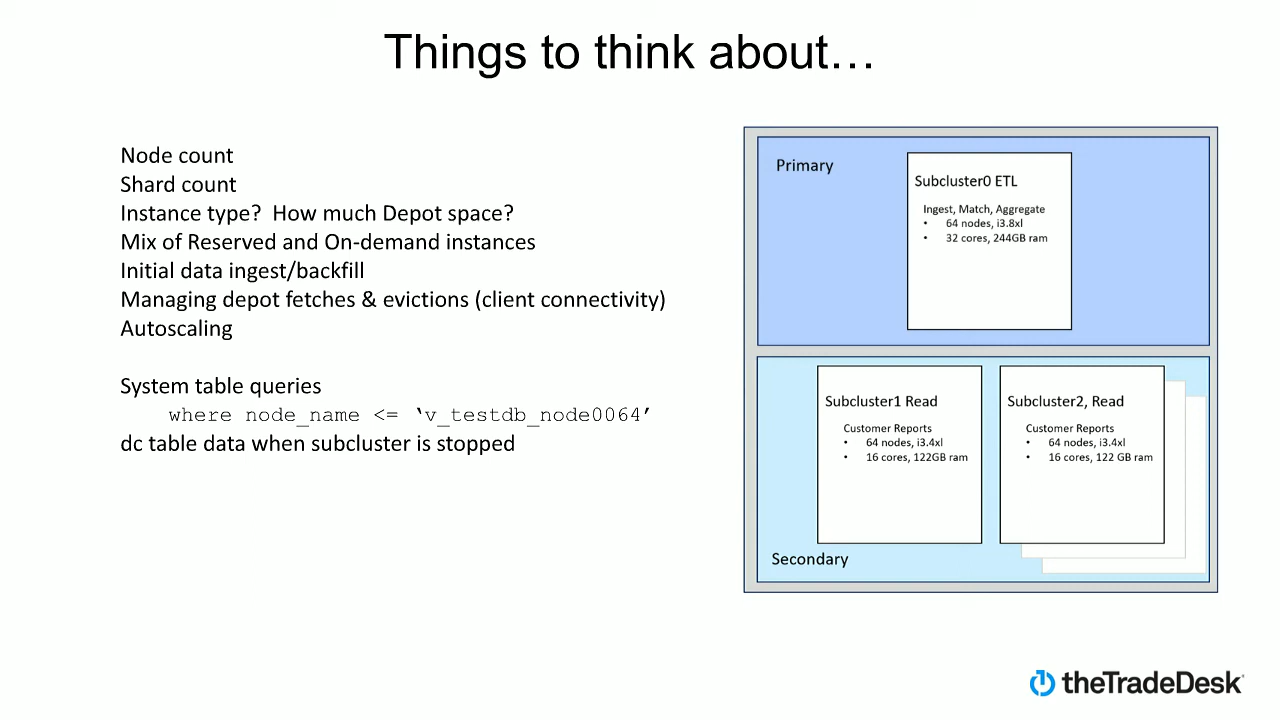 Things to think about…
Node count
Shard count
Instance type?  How much Depot space?
Mix of Reserved and On-demand instances
Initial data ingest/backfill
Managing depot fetches & evictions (client connectivity)
Autoscaling
System table queries
where node_name <= ‘v_testdb_node0064’
dc table data when subcluster is stopped
Primary
Subcluster0 ETL
Ingest, Match, Aggregate
• 64 nodes, i3.8xl
• 32 cores, 244GB ram
Subcluster1 Read
Customer Reports
• 64 nodes, i3.4xl
• 16 cores, 122GB ram
Subcluster2, Read
Customer Reports
• 64 nodes, i3.4xl
• 16 cores, 122 GB ram
Secondary
theTradeDesk